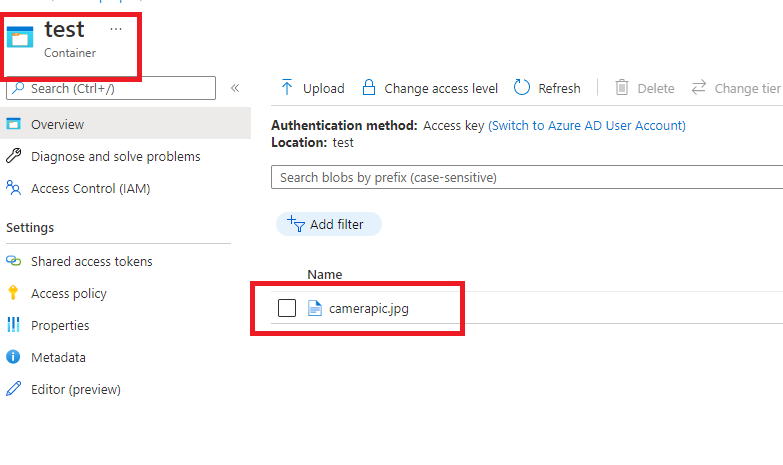 test ...
Container
Search (Ctrl+/) «
Upload Change access level Refresh Delete Change tier
Overview
Diagnose and solve problems
Access Control (IAM)
Settings
Shared access tokens
Access policy
Properties
Metadata
Editor (preview)
Authentication method: Access key (Switch to Azure AD User Account)
Location: test
Search blobs by prefix (case-sensitive)
Add filter
Name
camerapic.jpg